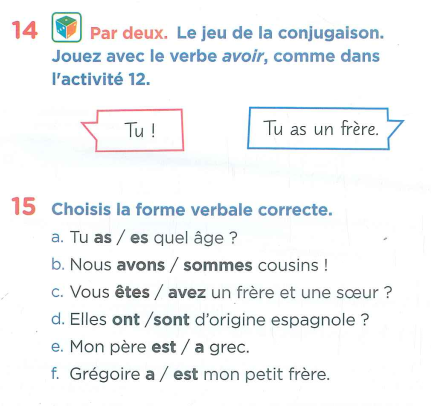 14 Par deux. Le jeu de la conjugaison.
Jouez avec le verbe avoir, comme dans
l'activité 12.
Tu !
Tu as un frère.
15 Choisis la forme verbale correcte.
a. Tu as / es quel âge ?
b. Nous avons / sommes cousins !
c. Vous êtes / avez un frère et une sœur ?
d. Elles ont /sont d'origine espagnole ?
e. Mon père est / a grec.
f. Grégoire a / est mon petit frère.